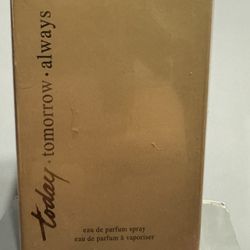 today · tomorrow · always
eau de parfum spray
eau de parfum à vaporiser